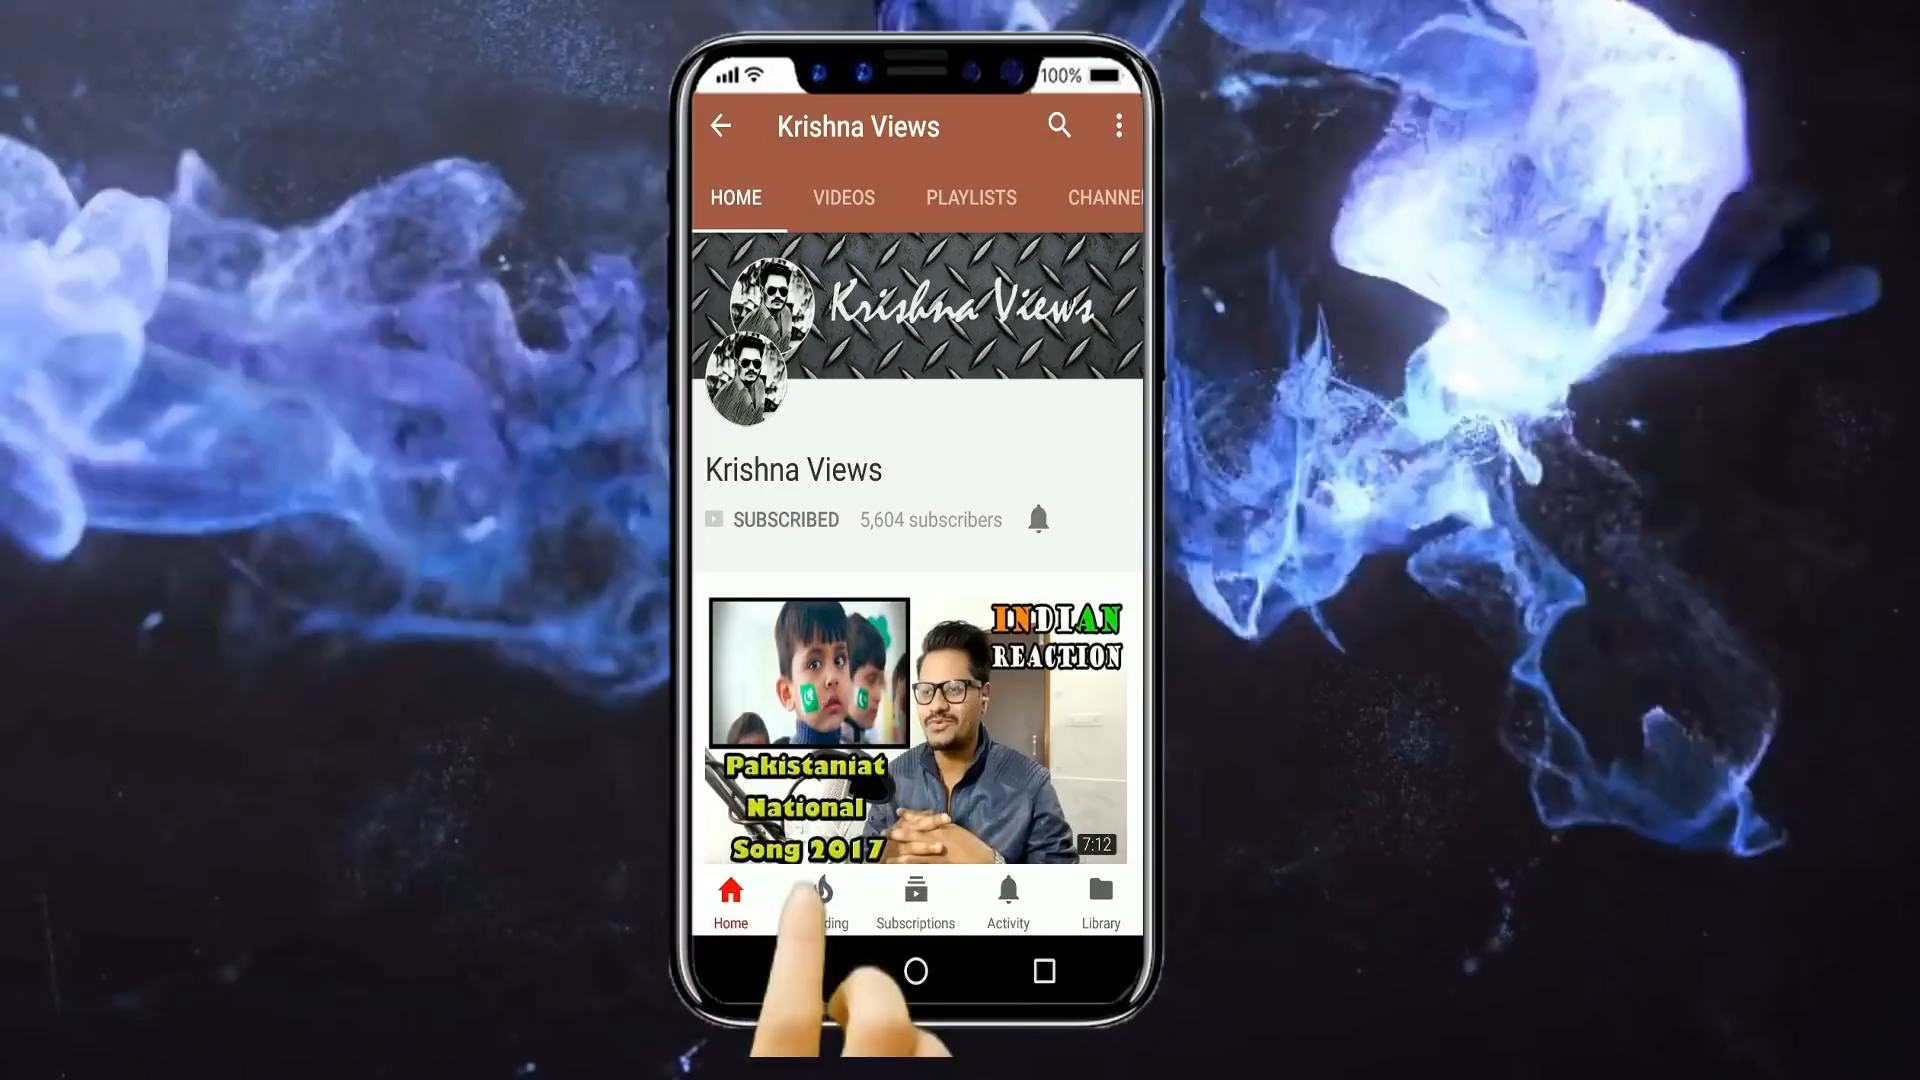 100%
Krishna Views
HOME VIDEOS PLAYLISTS CHANNE
Krishna Views
Krishna Views
SUBSCRIBED 5,604 subscribers
INDIAN
REACTION
Pakistaniat
National
Song 2017
7:12
Home ding Subscriptions Activity Library